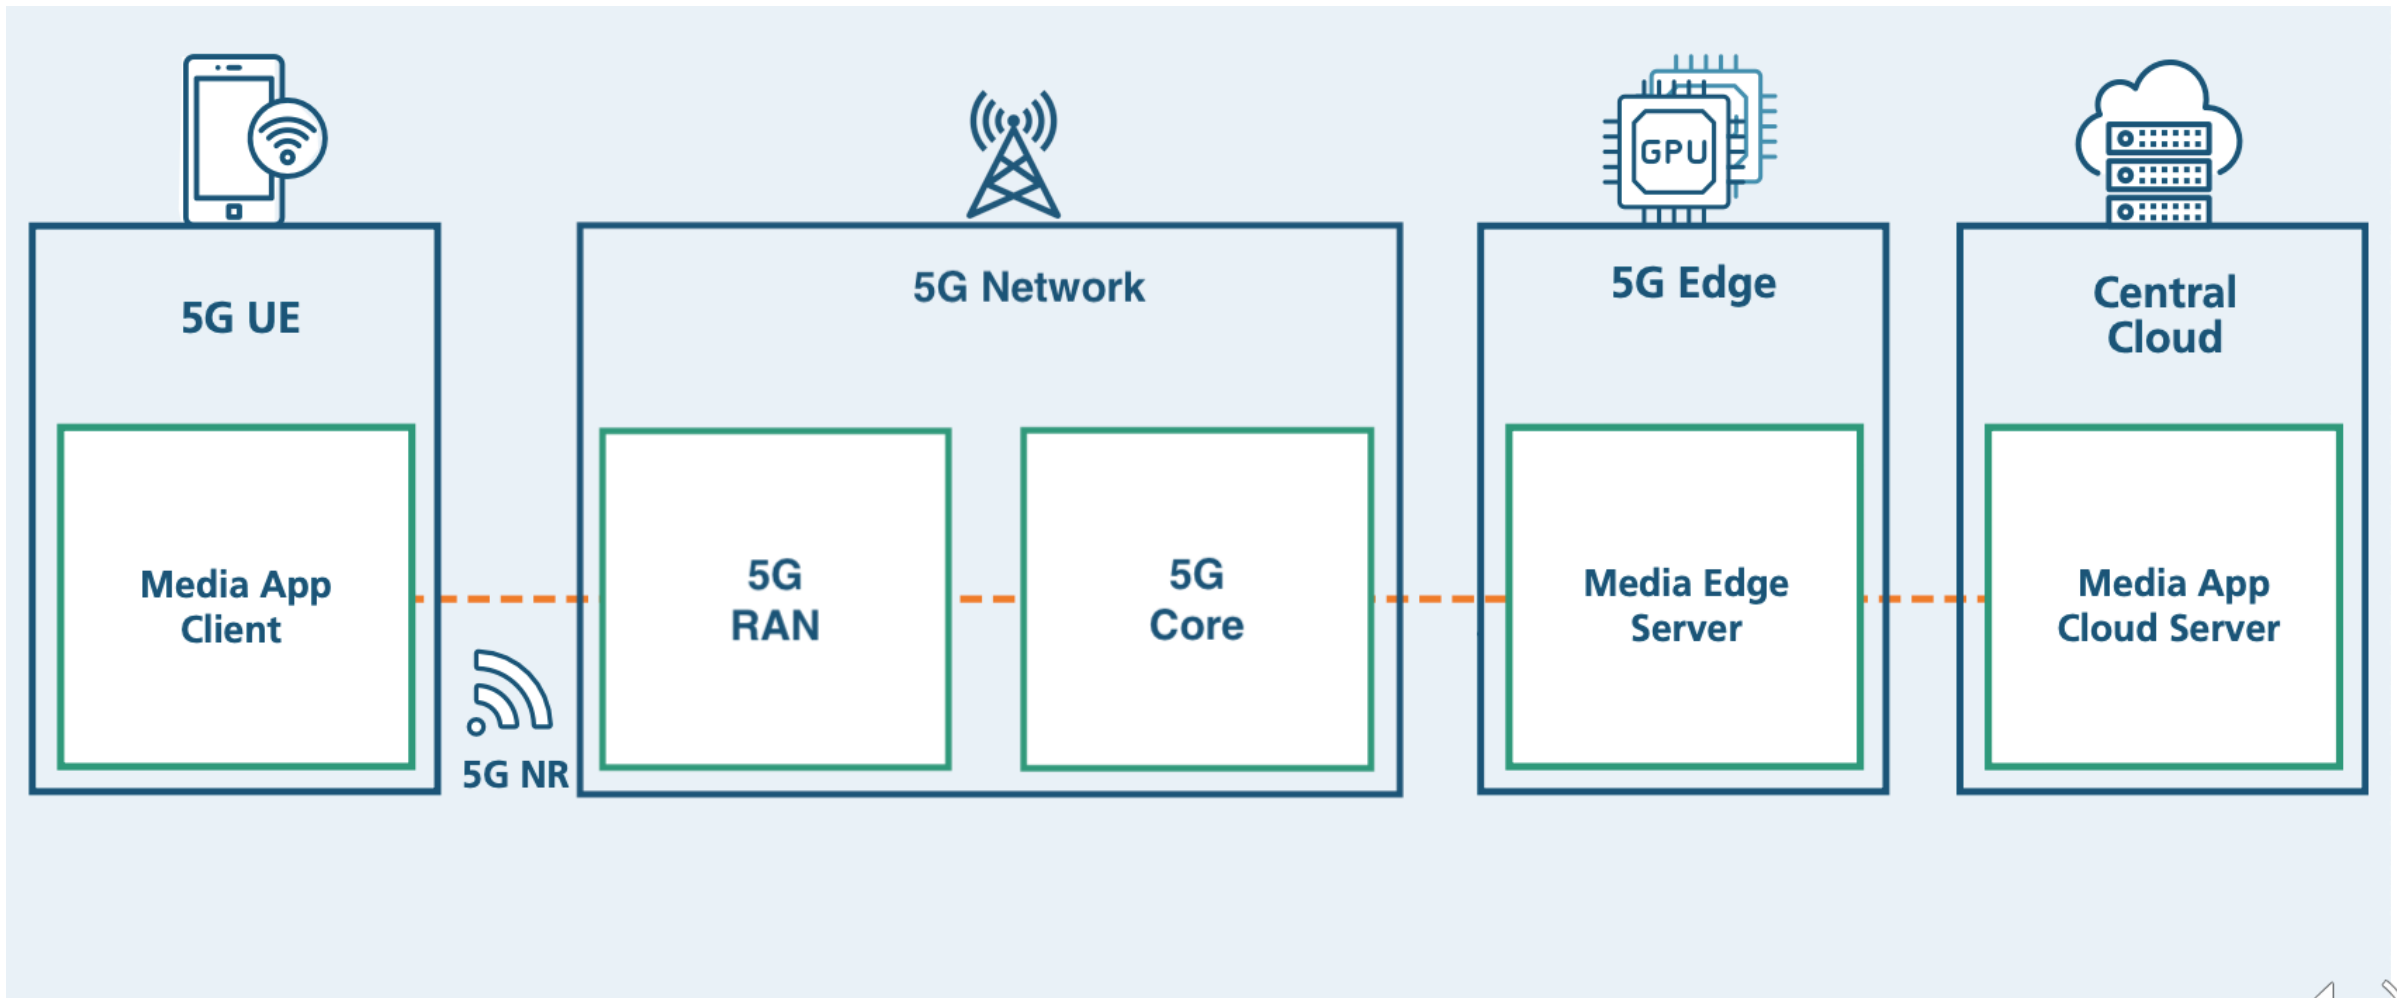 GPU
5G UE
5G Network
5G Edge
Central
Cloud
Media App
Client
5G NR
5G
RAN
5G
Core
Media Edge
Server
Media App
Cloud Server